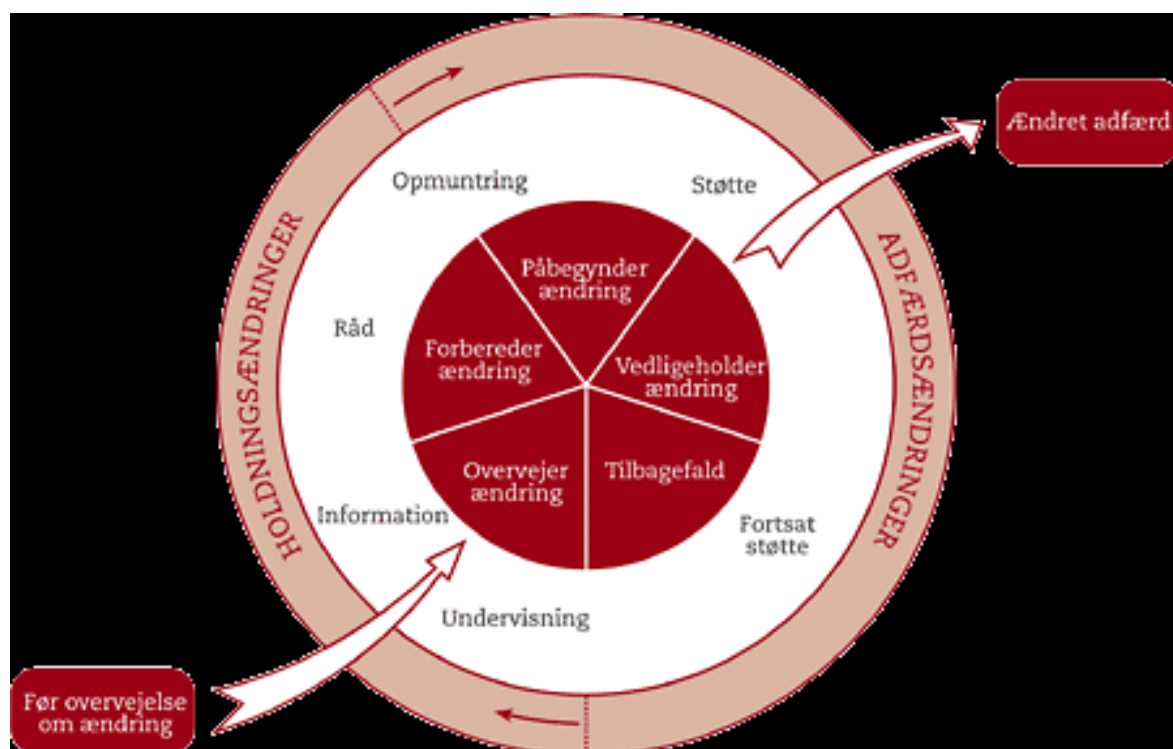 Ændret adfærd
Opmuntring
Støtte
HOLDNINGSÆNDRINGER
ADFÆRDSÆNDRINGER
Påbegynder
ændring
Råd
Forbereder
ændring
Vedligeholder
ændring
Overvejer
ændring
Tilbagefald
Information
Fortsat
støtte
Undervisning
Før overvejelse
om ændring